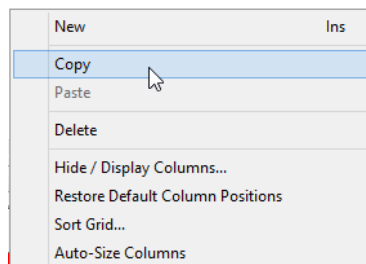 New Ins
Copy
Paste
Delete
Hide / Display Columns...
Restore Default Column Positions
Sort Grid...
Auto-Size Columns